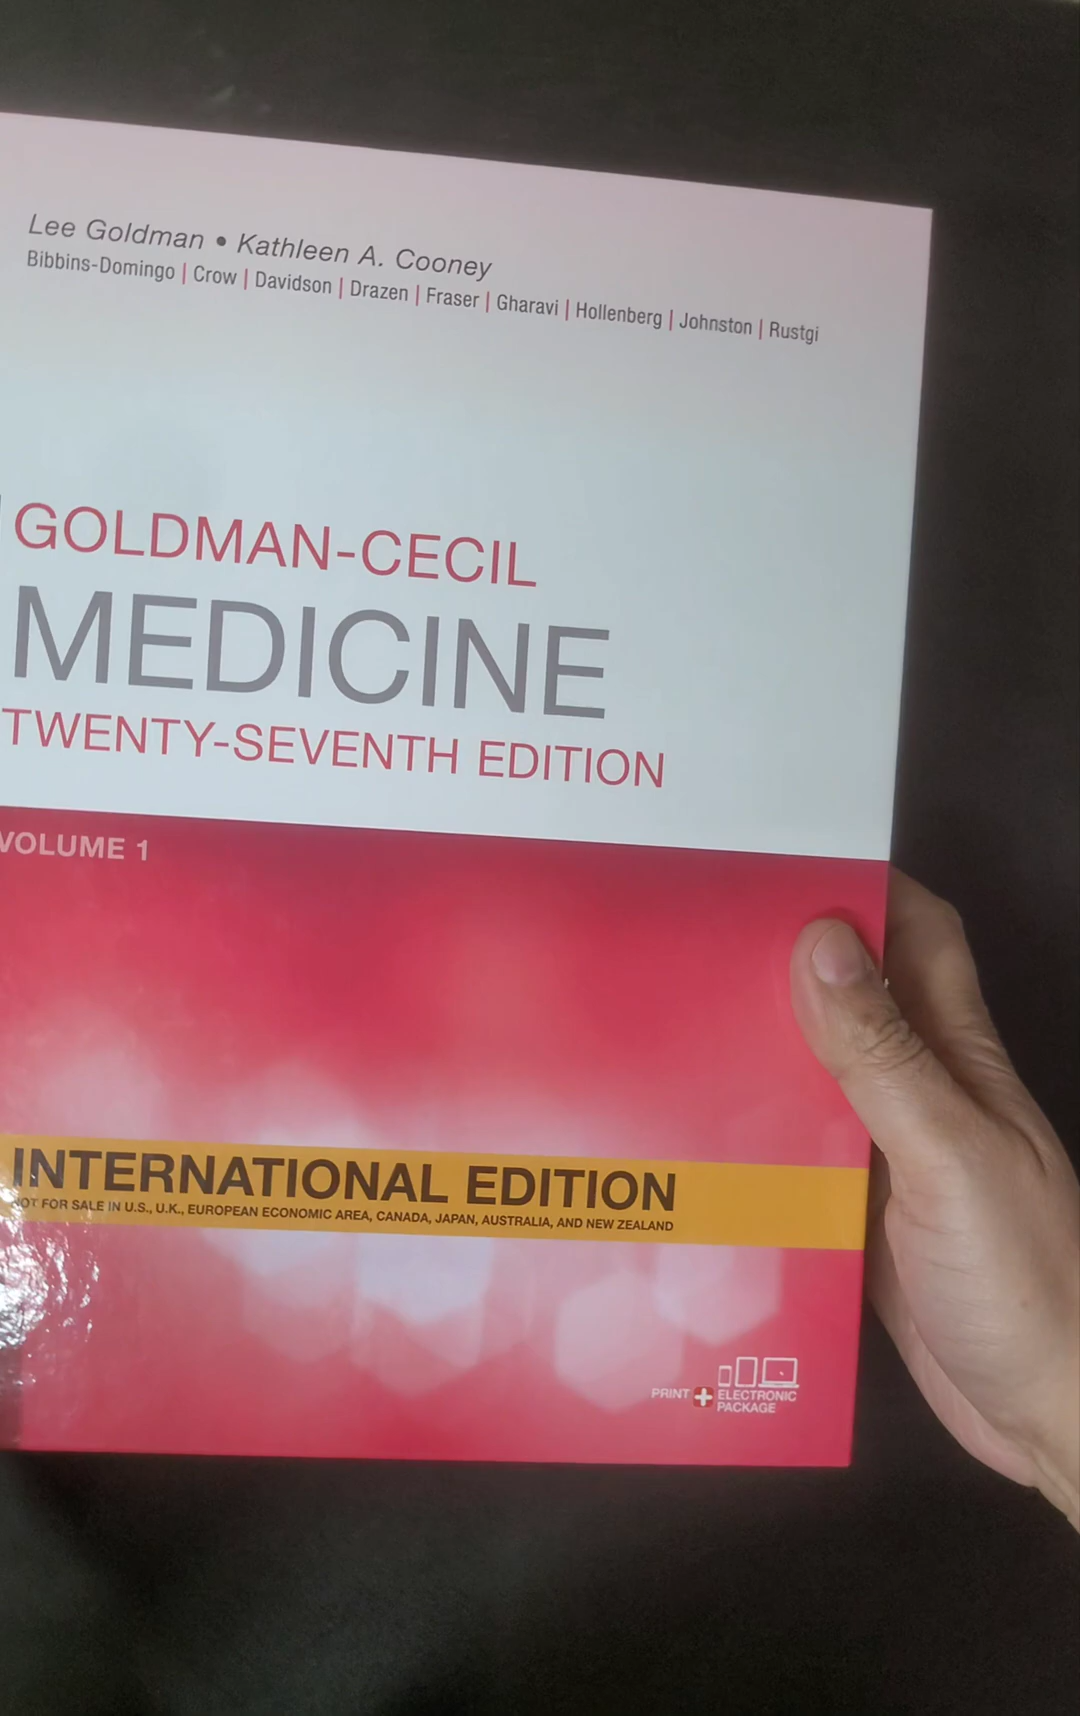 Lee Goldman • Kathleen A. Cooney
Bibbins-Domingo | Crow | Davidson | Drazen | Fraser | Gharavi | Hollenberg | Johnston | Rustgi
GOLDMAN-CECIL
MEDICINE
TWENTY-SEVENTH EDITION
VOLUME 1
INTERNATIONAL EDITION
NOT FOR SALE IN U.S., U.K., EUROPEAN ECONOMIC AREA, CANADA, JAPAN, AUSTRALIA, AND NEW ZEALAND
PRINT + ELECTRONIC
PACKAGE